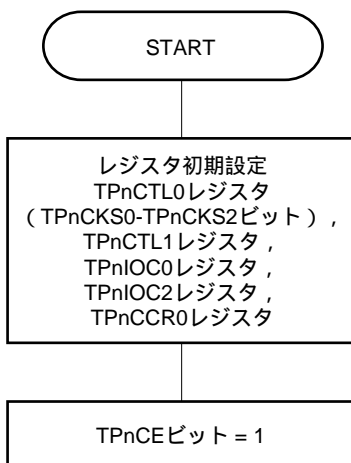 START
レジスタ初期設定
TPnCTL0レジスタ
（TPnCKS0-TPnCKS2ビット），
TPnCTL1レジスタ，
TPnIOC0レジスタ，
TPnIOC2レジスタ，
TPnCCR0レジスタ
TPnCEビット = 1